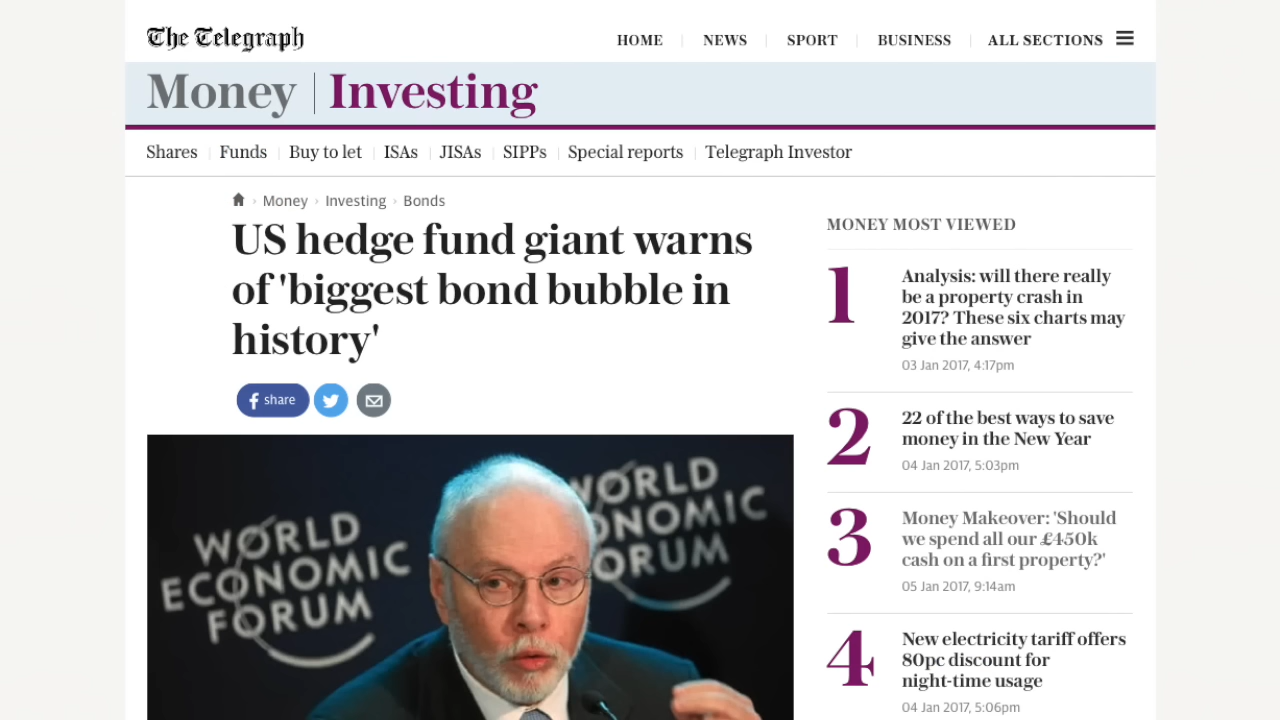 The Telegraph
HOME NEWS SPORT BUSINESS ALL SECTIONS
Money Investing
Shares Funds Buy to let ISAs JISAs SIPPs Special reports Telegraph Investor
Money Investing Bonds
US hedge fund giant warns
of 'biggest bond bubble in
history'
share
WORLD
ECONOMIC
FORUM
WORLD
ONOMIC
ORUM
MONEY MOST VIEWED
1
Analysis: will there really
be a property crash in
2017? These six charts may
give the answer
03 Jan 2017, 4:17pm
2
22 of the best ways to save
money in the New Year
04 Jan 2017, 5:03pm
3
Money Makeover: 'Should
we spend all our £450k
cash on a first property?'
05 Jan 2017, 9:14am
4
New electricity tariff offers
80pc discount for
night-time usage
04 Jan 2017, 5:06pm